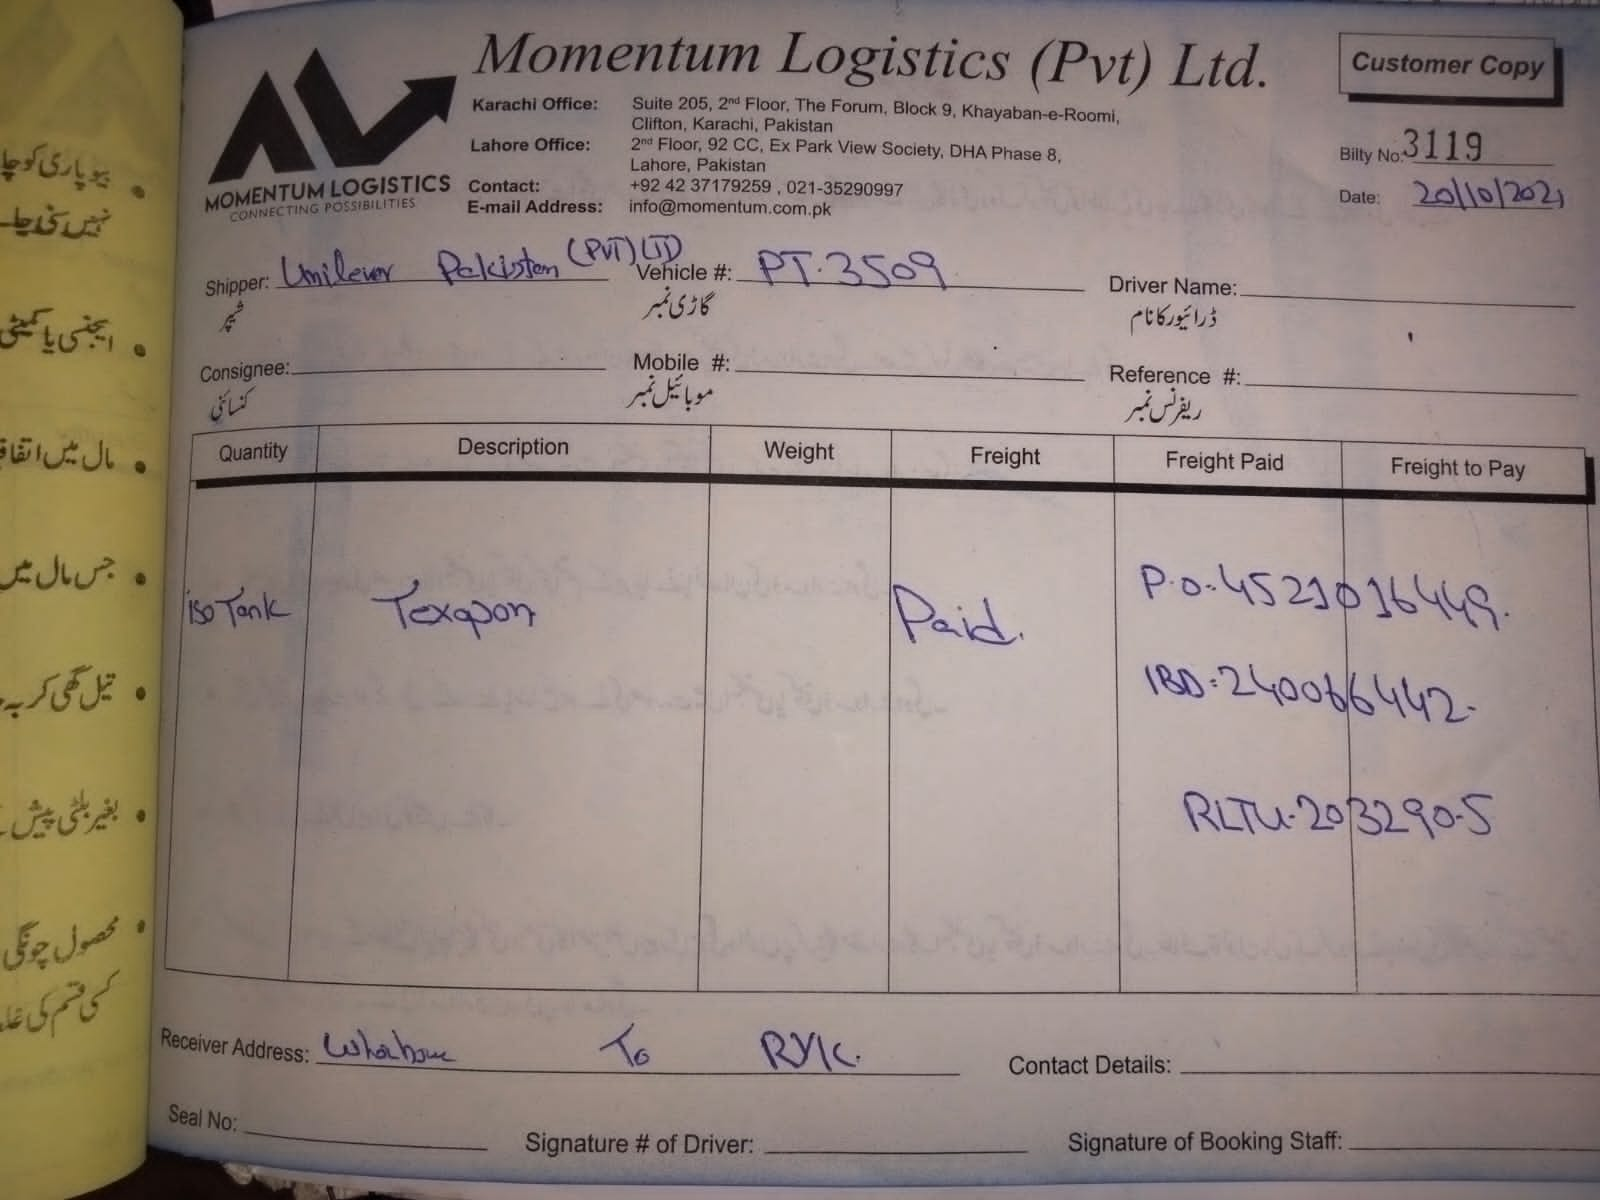 Momentum Logistics (Pvt) Ltd.
Customer Copy
MOMENTUM LOGISTICS
CONNECTING POSSIBILITIES
Karachi Office: Suite 205, 2nd Floor, The Forum, Block 9, Khayaban-e-Roomi,
Clifton, Karachi, Pakistan
Lahore Office: 2nd Floor, 92 CC, Ex Park View Society, DHA Phase 8,
Lahore, Pakistan
Contact: +92 42 37179259 , 021-35290997
E-mail Address: info@momentum.com.pk
Bilty No: 3119
Date: 20/10/2021
Shipper: Unilever Pakistan (PVT) LTD Vehicle #: PT-3509 Driver Name:
شپر گاڑی نمبر ڈرائیور کا نام
Consignee: Mobile #: Reference #:
کنسائنی موبائیل نمبر ریفرنس نمبر
Quantity Description Weight Freight Freight Paid Freight to Pay
Iso Tank Texapon Paid. P.O-4521016449.
IBD:240066442.
RLTU-203290-5
Receiver Address: To RYK.
Contact Details:
Seal No: Signature # of Driver: Signature of Booking Staff:
بیوپاری کو چا
نہیں کی جا
ایجنسی یا کمیٹی
مال میں اتفا
جس مال میں
تیل گھی کر یہ
بغیر بلٹی پیش
محصول چونگی
کسی قسم کی غلہ